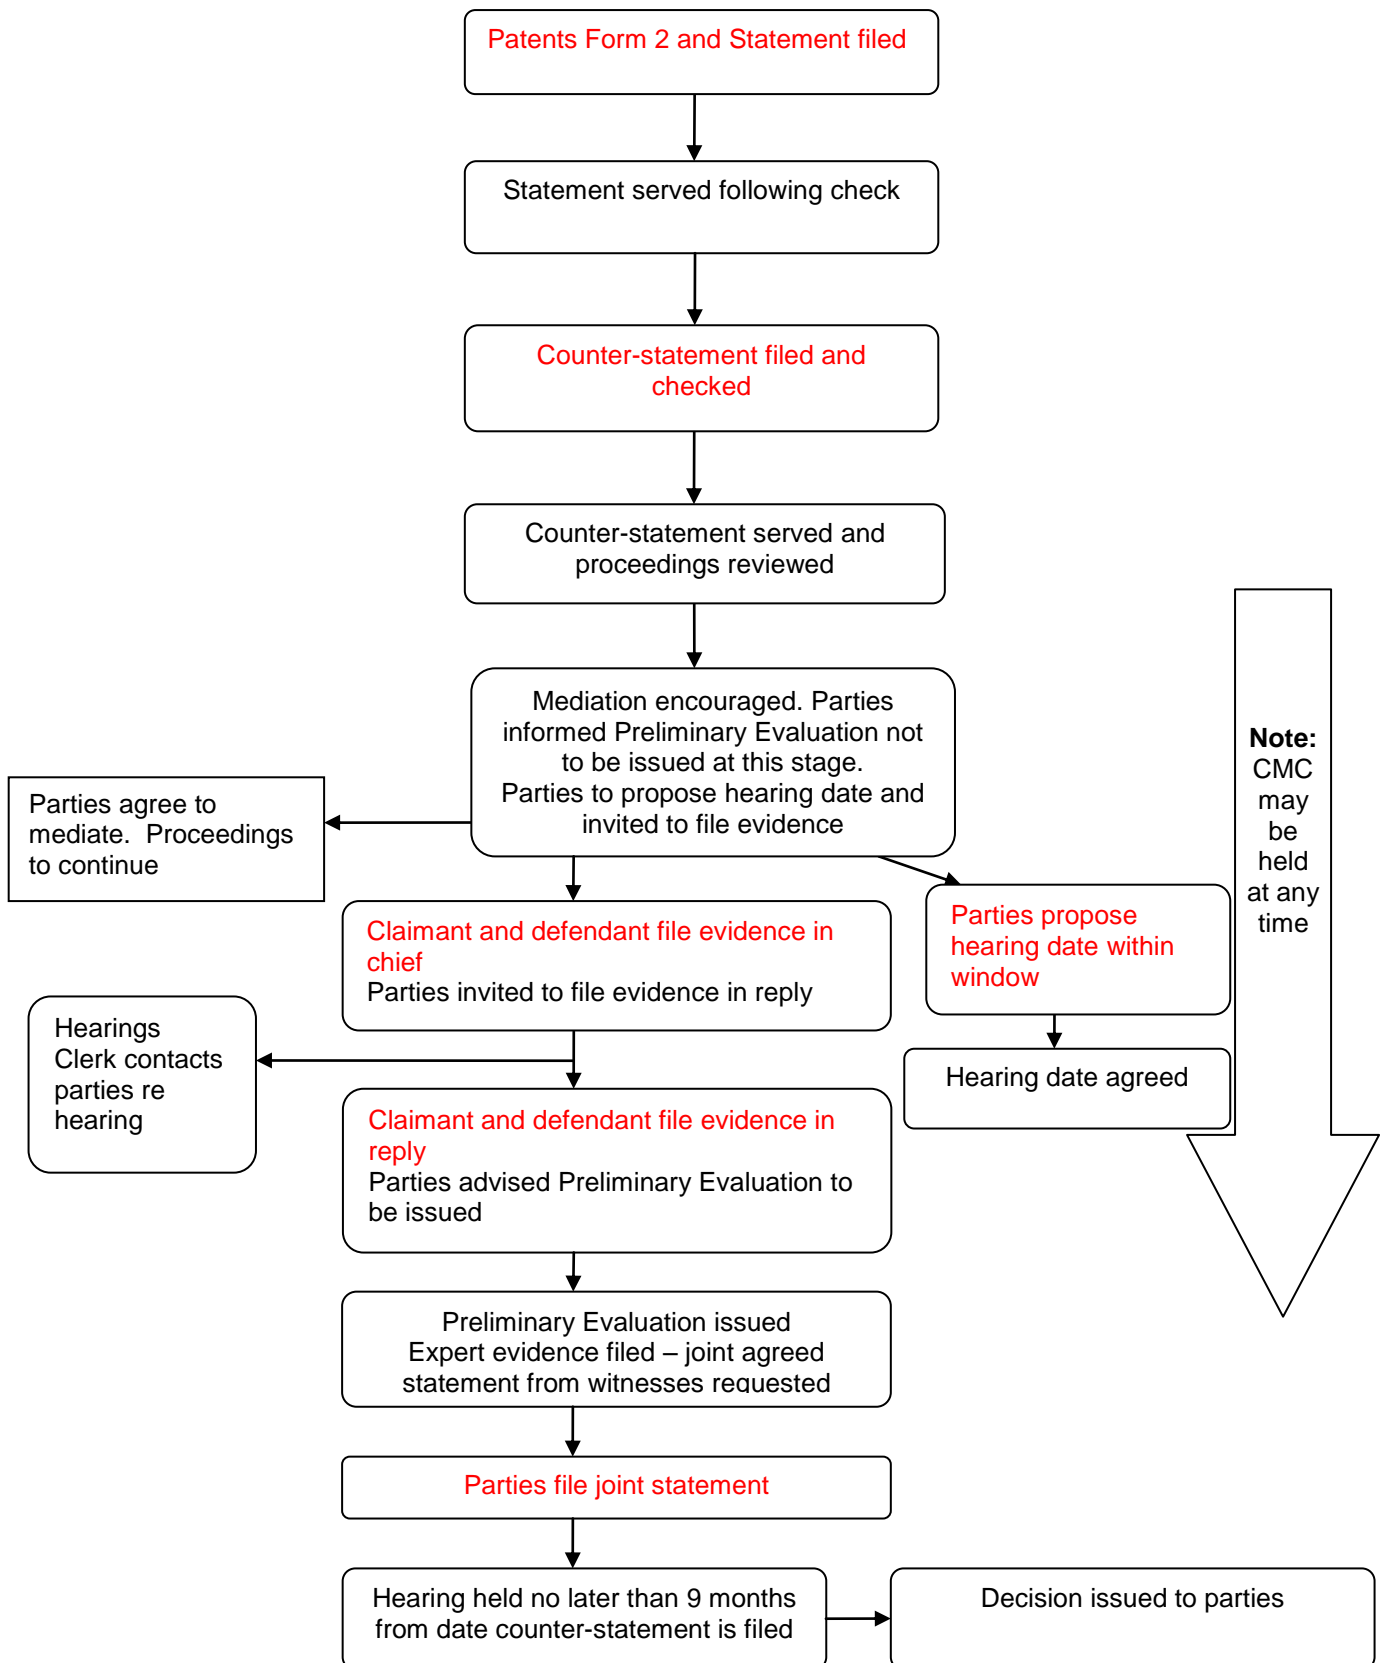 Patents Form 2 and Statement filed
Statement served following check
Counter-statement filed and
checked
Counter-statement served and
proceedings reviewed
Mediation encouraged. Parties
informed Preliminary Evaluation not
to be issued at this stage.
Parties to propose hearing date and
invited to file evidence
Note:
CMC
may
be
held
at any
time
Parties agree to
mediate.  Proceedings
to continue
Claimant and defendant file evidence in
chief
Parties invited to file evidence in reply
Parties propose
hearing date within
window
Hearings
Clerk contacts
parties re
hearing
Hearing date agreed
Claimant and defendant file evidence in
reply
Parties advised Preliminary Evaluation to
be issued
Preliminary Evaluation issued
Expert evidence filed – joint agreed
statement from witnesses requested
Parties file joint statement
Hearing held no later than 9 months
from date counter-statement is filed
Decision issued to parties